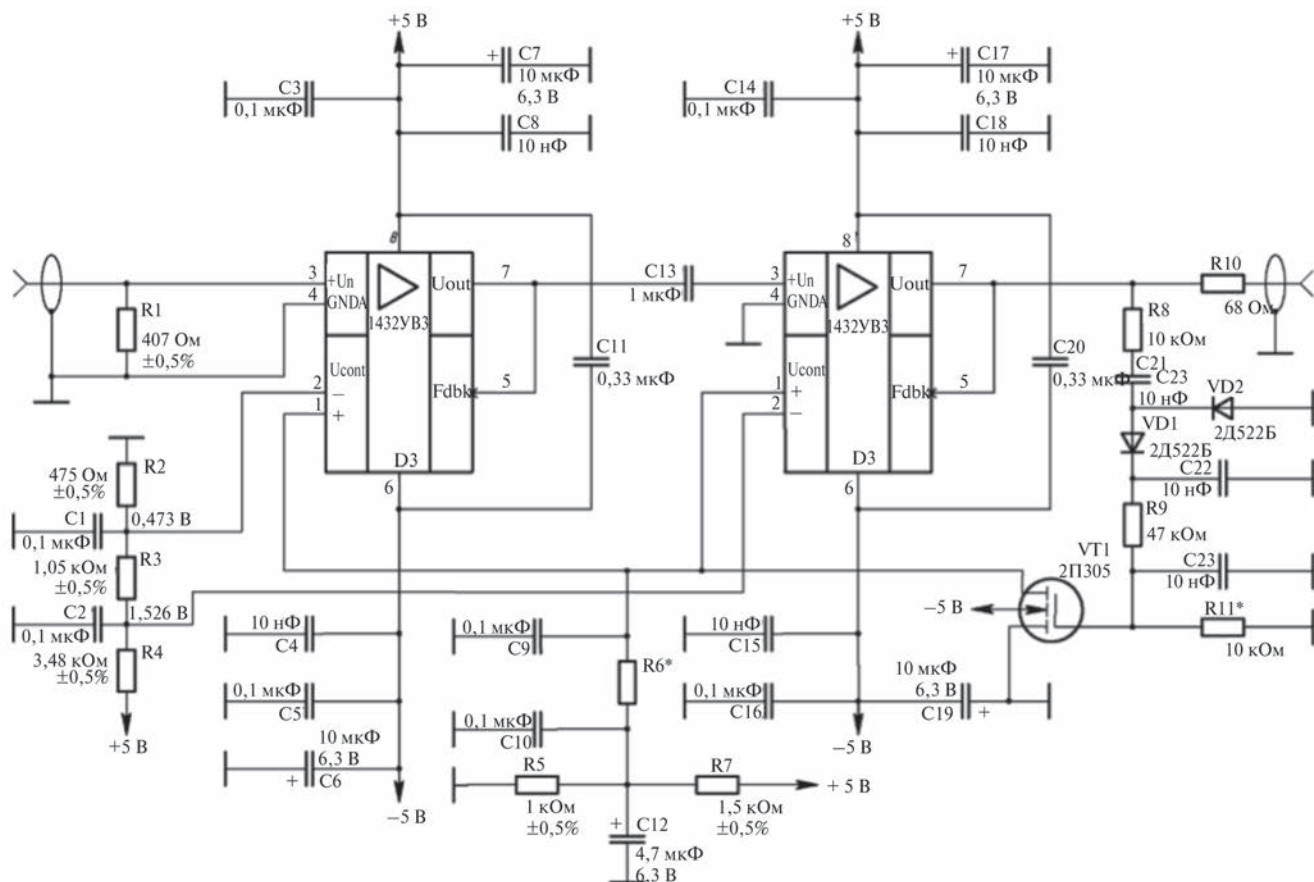 +5 В
+5 В
+
C7
10 мкФ
6,3 В
C3
0,1 мкФ
C8
10 нФ
+
C17
10 мкФ
6,3 В
C14
0,1 мкФ
C18
10 нФ
8
3
4
+Un
GNDA
Uout
7
1432УВ3
Ucont
2
−
1
+
Fdbk
5
D3
6
R1
407 Ом
±0,5%
C11
0,33 мкФ
C13
1 мкФ
8
3
4
+Un
GNDA
Uout
7
1432УВ3
Ucont
1
+
2
−
Fdbk
5
D3
6
C20
0,33 мкФ
R10
68 Ом
R8
10 кОм
C21
C23
10 нФ
VD2
2Д522Б
VD1
2Д522Б
C22
10 нФ
R9
47 кОм
VT1
2П305
C23
10 нФ
−5 В
R11*
10 кОм
R2
475 Ом
±0,5%
C1
0,1 мкФ
0,473 В
R3
1,05 кОм
±0,5%
C2
0,1 мкФ
1,526 В
R4
3,48 кОм
±0,5%
+5 В
10 нФ
C4
0,1 мкФ
C5
10 мкФ
6,3 В
+
C6
−5 В
0,1 мкФ
C9
R6*
0,1 мкФ
C10
R5
1 кОм
±0,5%
R7
1,5 кОм
±0,5%
+ 5 В
+
C12
4,7 мкФ
6,3 В
10 нФ
C15
0,1 мкФ
C16
10 мкФ
6,3 В
C19
+
−5 В